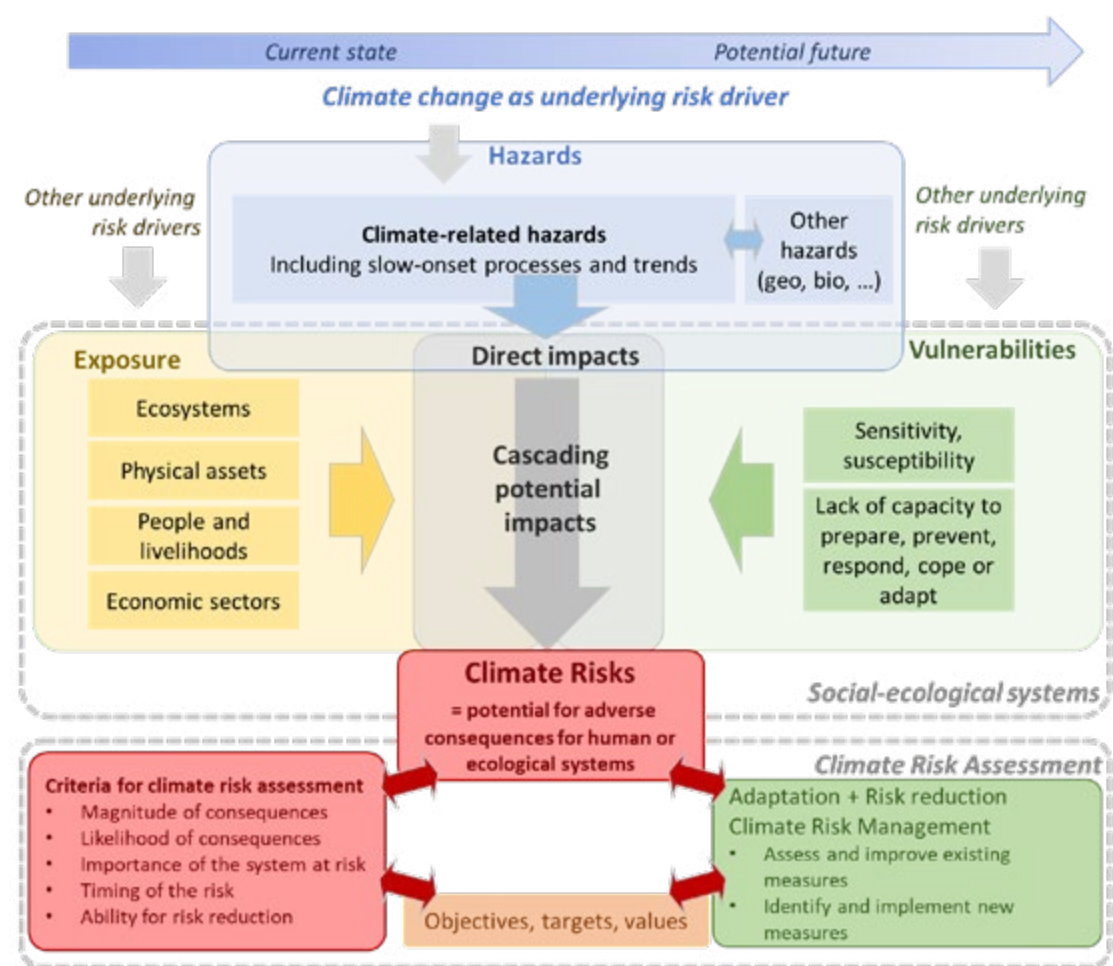 Current state
Potential future
Climate change as underlying risk driver
Hazards
Other underlying
risk drivers
Other underlying
risk drivers
Climate-related hazards
Including slow-onset processes and trends
Other
hazards
(geo, bio, ...)
Exposure
Direct impacts
Vulnerabilities
Ecosystems
Physical assets
People and
livelihoods
Economic sectors
Cascading
potential
impacts
Sensitivity,
susceptibility
Lack of capacity to
prepare, prevent,
respond, cope or
adapt
Climate Risks
= potential for adverse
consequences for human or
ecological systems
Social-ecological systems
Climate Risk Assessment
Criteria for climate risk assessment
• Magnitude of consequences
• Likelihood of consequences
• Importance of the system at risk
• Timing of the risk
• Ability for risk reduction
Objectives, targets, values
Adaptation + Risk reduction
Climate Risk Management
• Assess and improve existing
measures
• Identify and implement new
measures